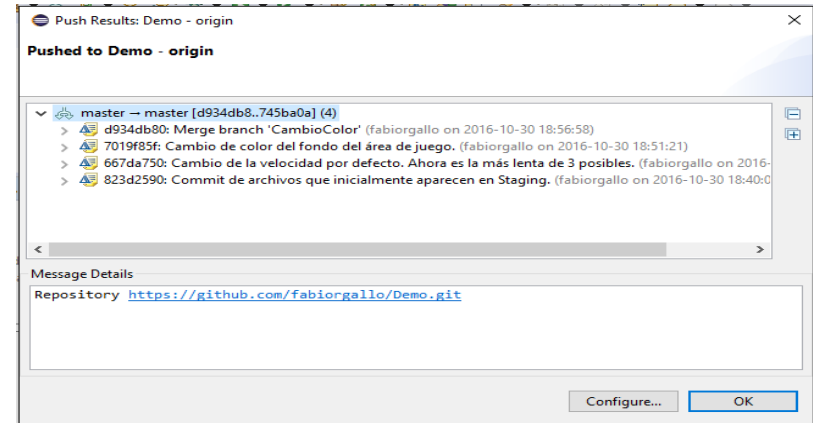 Push Results: Demo - origin
Pushed to Demo - origin
master → master [d934db8..745ba0a] (4)
d934db80: Merge branch 'CambioColor' (fabiorgallo on 2016-10-30 18:56:58)
7019f85f: Cambio de color del fondo del área de juego. (fabiorgallo on 2016-10-30 18:51:21)
667da750: Cambio de la velocidad por defecto. Ahora es la más lenta de 3 posibles. (fabiorgallo on 2016-
823d2590: Commit de archivos que inicialmente aparecen en Staging. (fabiorgallo on 2016-10-30 18:40:0
Message Details
Repository https://github.com/fabiorgallo/Demo.git
Configure... OK